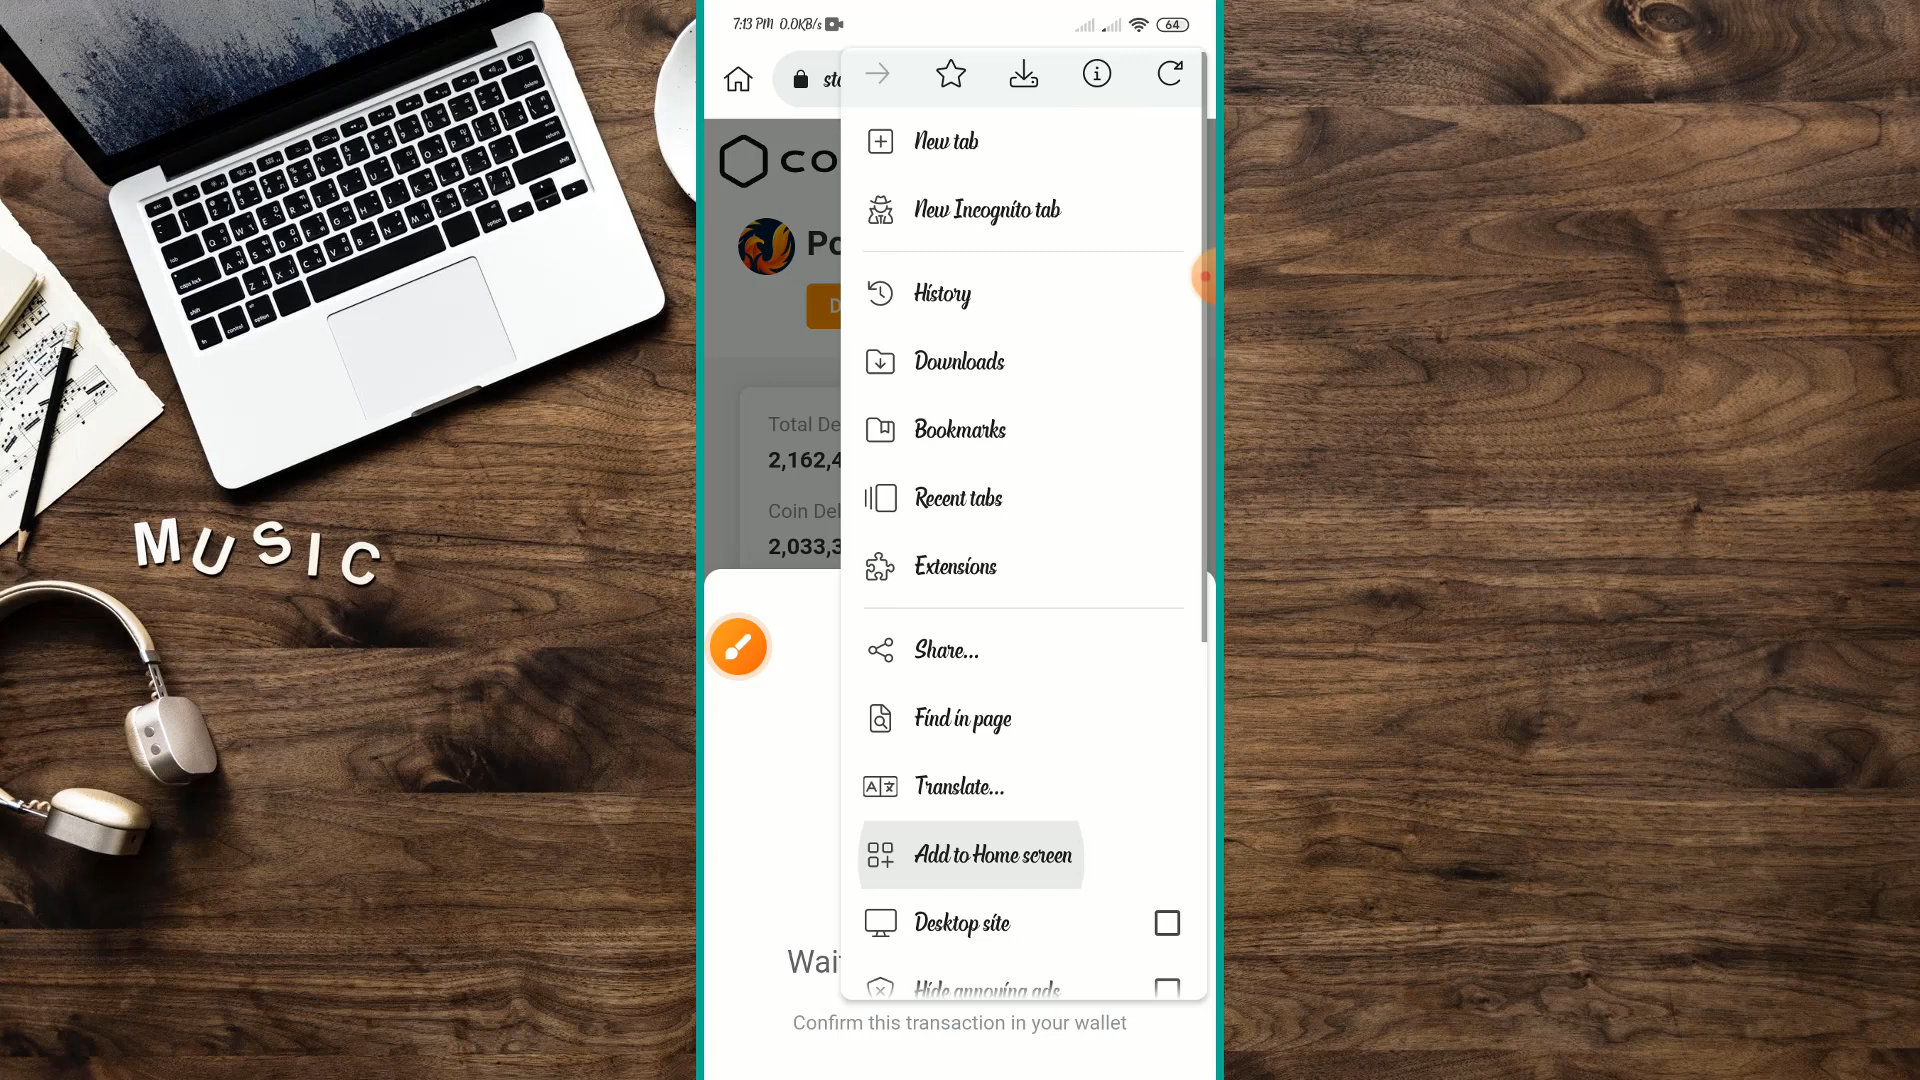 7:13 PM 0.0KB/s
64
New tab
New Incognito tab
History
Downloads
Bookmarks
Recent tabs
Extensions
Share...
Find in page
Translate...
Add to Home screen
Desktop site
Hide annoying ads
CO
Total De
2,162,4
Coin Del
2,033,3
Wait
Confirm this transaction in your wallet
MUSIC